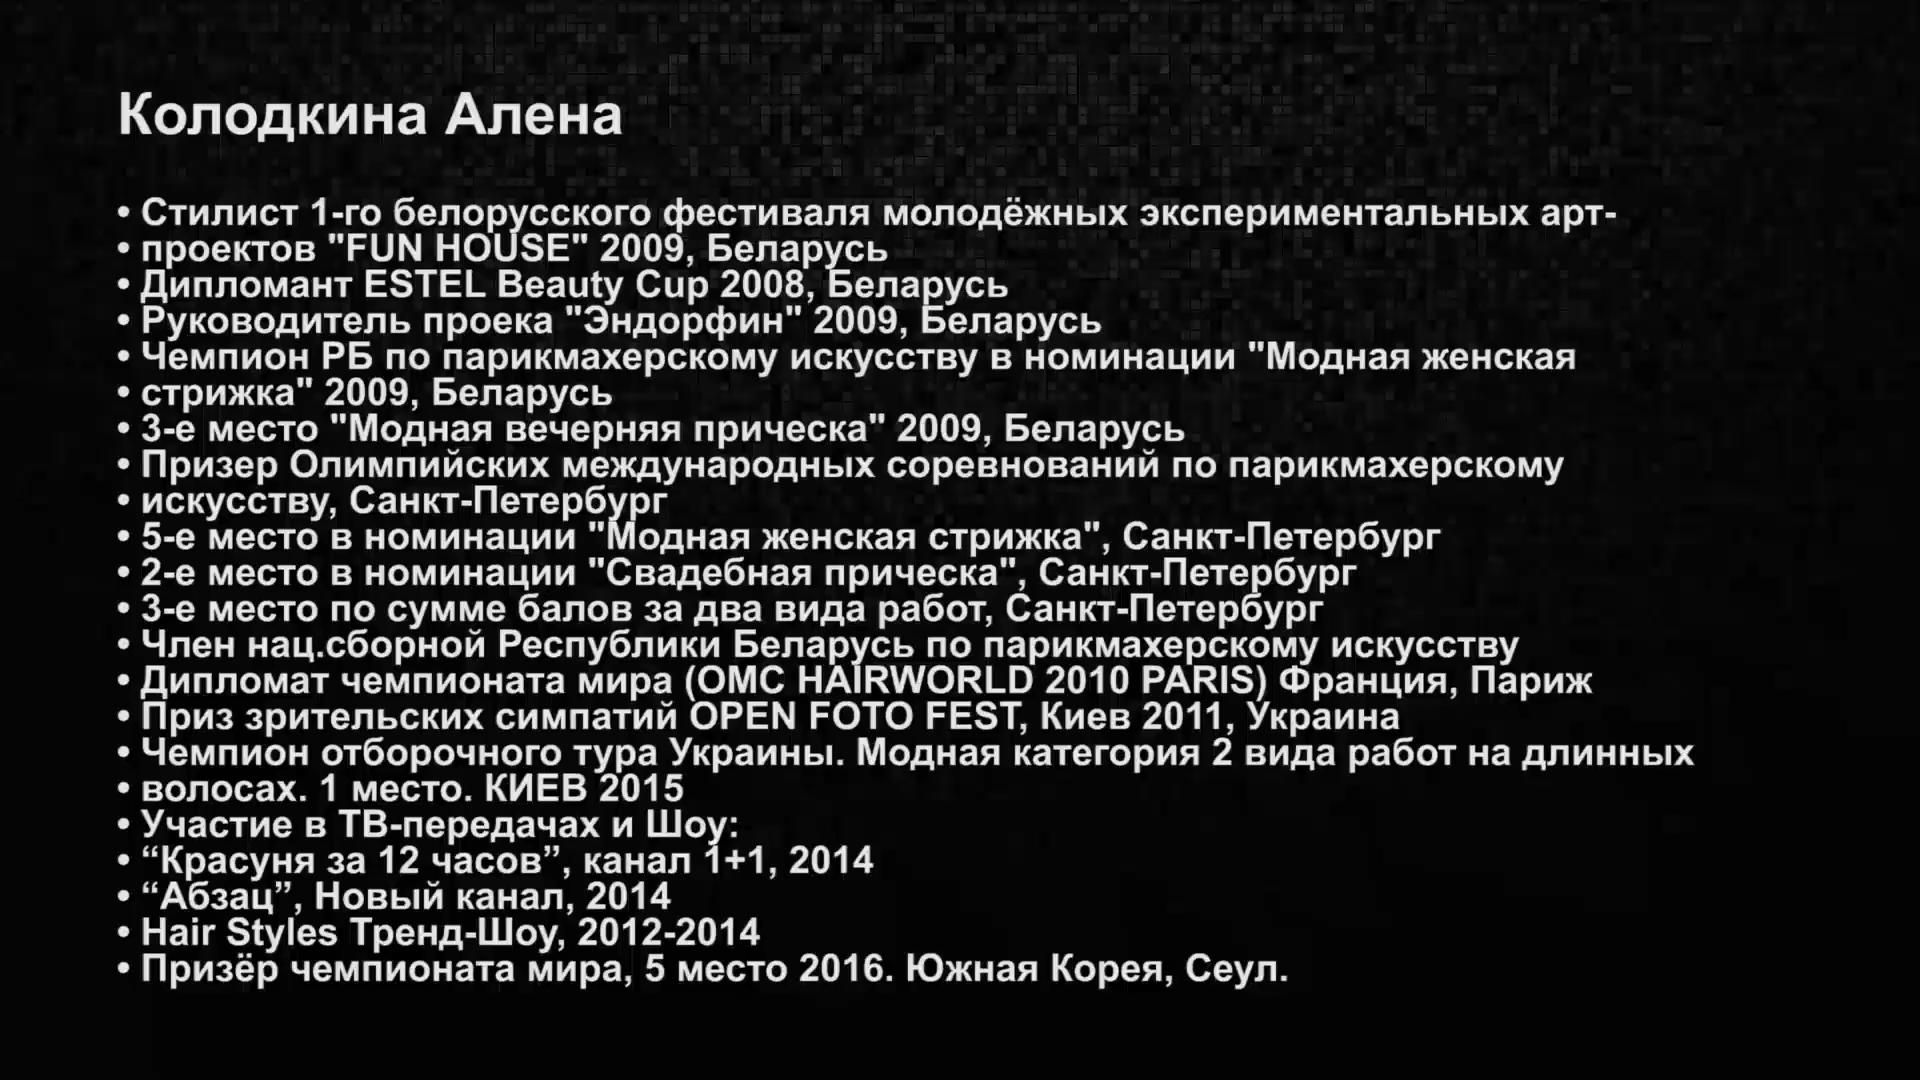 Колодкина Алена
• Стилист 1-го белорусского фестиваля молодёжных экспериментальных арт-
• проектов "FUN HOUSE" 2009, Беларусь
• Дипломант ESTEL Beauty Cup 2008, Беларусь
• Руководитель проека "Эндорфин" 2009, Беларусь
• Чемпион РБ по парикмахерскому искусству в номинации "Модная женская
• стрижка" 2009, Беларусь
• 3-е место "Модная вечерняя прическа" 2009, Беларусь
• Призер Олимпийских международных соревнований по парикмахерскому
• искусству, Санкт-Петербург
• 5-е место в номинации "Модная женская стрижка", Санкт-Петербург
• 2-е место в номинации "Свадебная прическа", Санкт-Петербург
• 3-е место по сумме балов за два вида работ, Санкт-Петербург
• Член нац.сборной Республики Беларусь по парикмахерскому искусству
• Дипломат чемпионата мира (OMC HAIRWORLD 2010 PARIS) Франция, Париж
• Приз зрительских симпатий OPEN FOTO FEST, Киев 2011, Украина
• Чемпион отборочного тура Украины. Модная категория 2 вида работ на длинных
• волосах. 1 место. КИЕВ 2015
• Участие в ТВ-передачах и Шоу:
• “Красуня за 12 часов”, канал 1+1, 2014
• “Абзац”, Новый канал, 2014
• Hair Styles Тренд-Шоу, 2012-2014
• Призёр чемпионата мира, 5 место 2016. Южная Корея, Сеул.